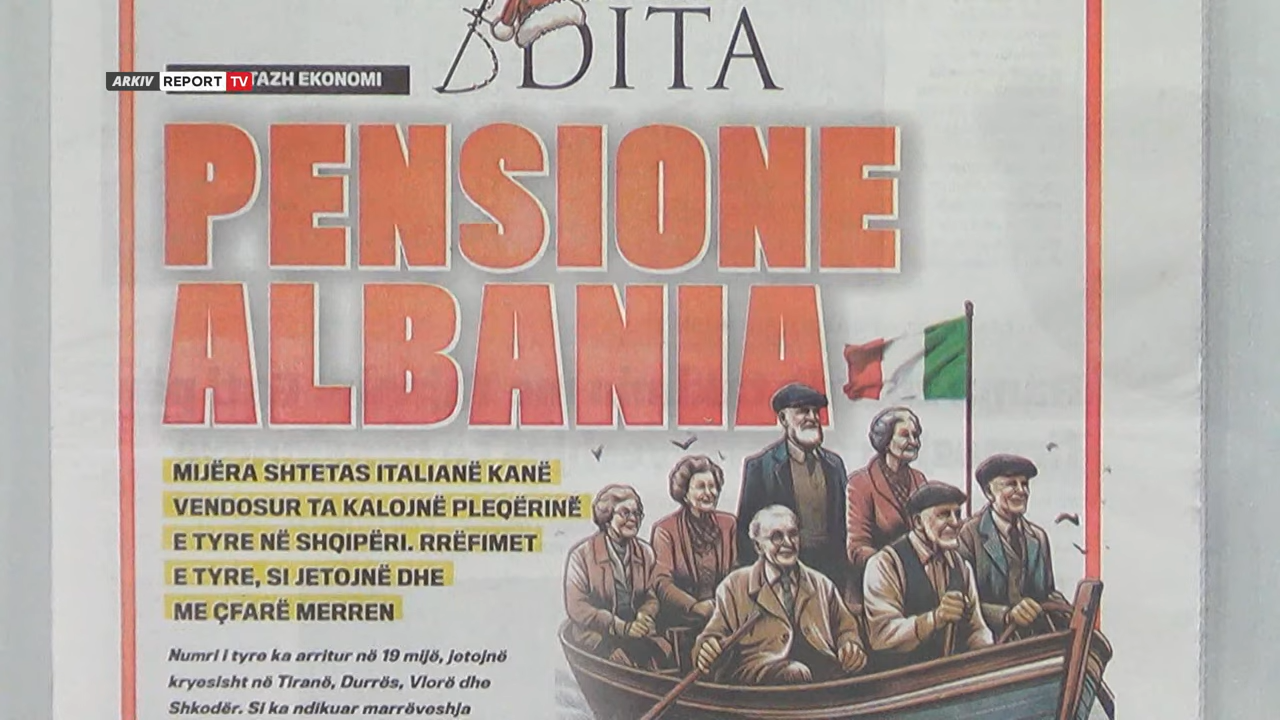 DITA
ARKIV REPORT TV
TAZH EKONOMI
PENSIONE
ALBANIA
MIJËRA SHTETAS ITALIANË KANË
VENDOSUR TA KALOJNË PLEQËRINË
E TYRE NË SHQIPËRI. RRËFIMET
E TYRE, SI JETOJNË DHE
ME ÇFARË MERREN
Numri i tyre ka arritur në 19 mijë, jetojnë
kryesisht në Tiranë, Durrës, Vlorë dhe
Shkodër. Si ka ndikuar marrëveshja